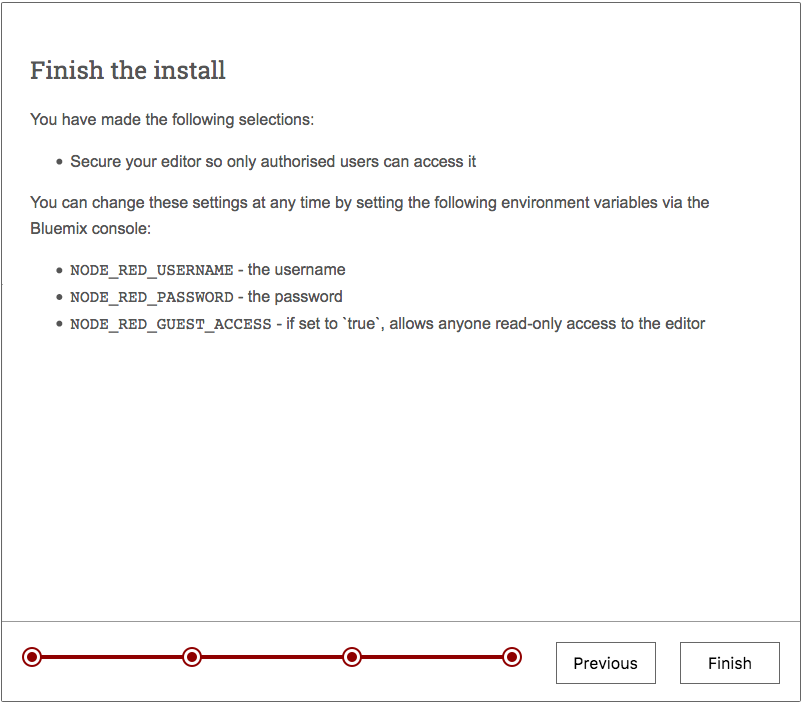 Finish the install
You have made the following selections:
• Secure your editor so only authorised users can access it
You can change these settings at any time by setting the following environment variables via the
Bluemix console:
• NODE_RED_USERNAME - the username
• NODE_RED_PASSWORD - the password
• NODE_RED_GUEST_ACCESS - if set to `true`, allows anyone read-only access to the editor
Previous
Finish